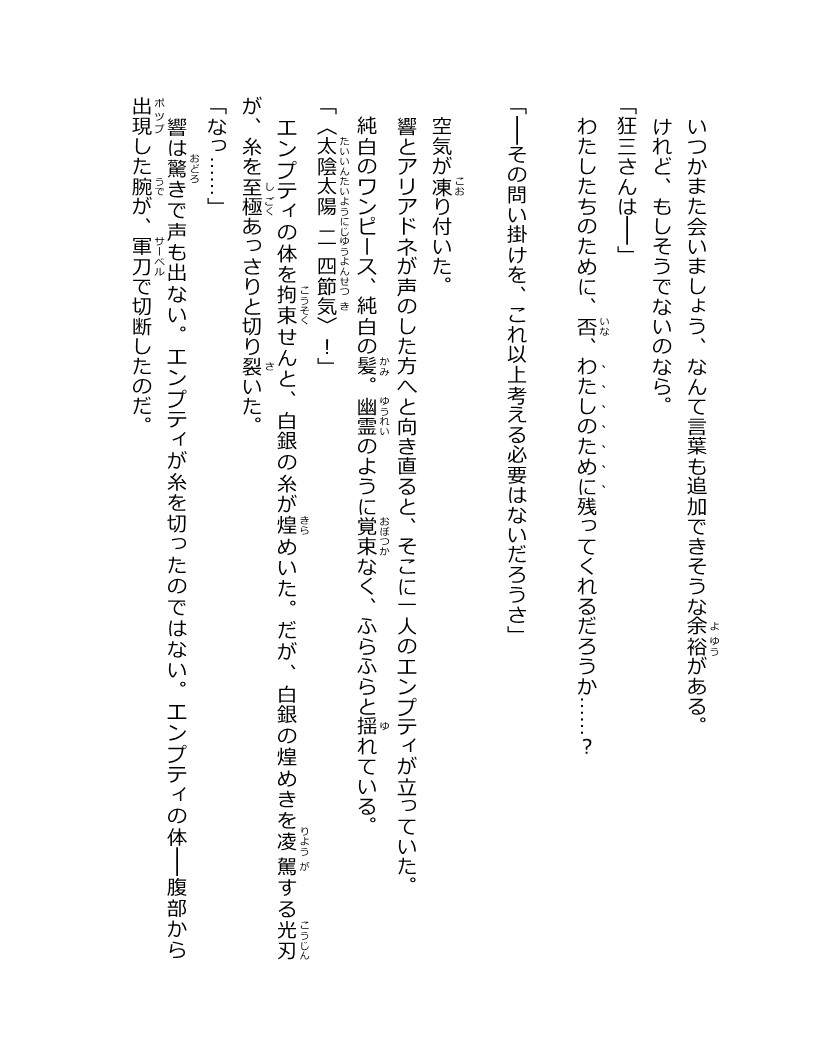 いつかまた会いましょう、なんて言葉も追加できそうな余裕がある。
けれど、もしそうでないのなら。
「狂三さんは――」
わたしたちのために、否、わたしのために残ってくれるだろうか……?
「――その問い掛けを、これ以上考える必要はないだろうさ」
空気が凍り付いた。
響とアリアドネが声のした方へと向き直ると、そこに一人のエンプティが立っていた。
純白のワンピース、純白の髪。幽霊のように覚束なく、ふらふらと揺れている。
「〈太陰太陽　二四節気〉!」
エンプティの体を拘束せんと、白銀の糸が煌めいた。だが、白銀の煌めきを凌駕する光刃
が、糸を至極あっさりと切り裂いた。
「なっ……」
響は驚きで声も出ない。エンプティが糸を切ったのではない。エンプティの体――腹部から
出現した腕が、軍刀で切断したのだ。